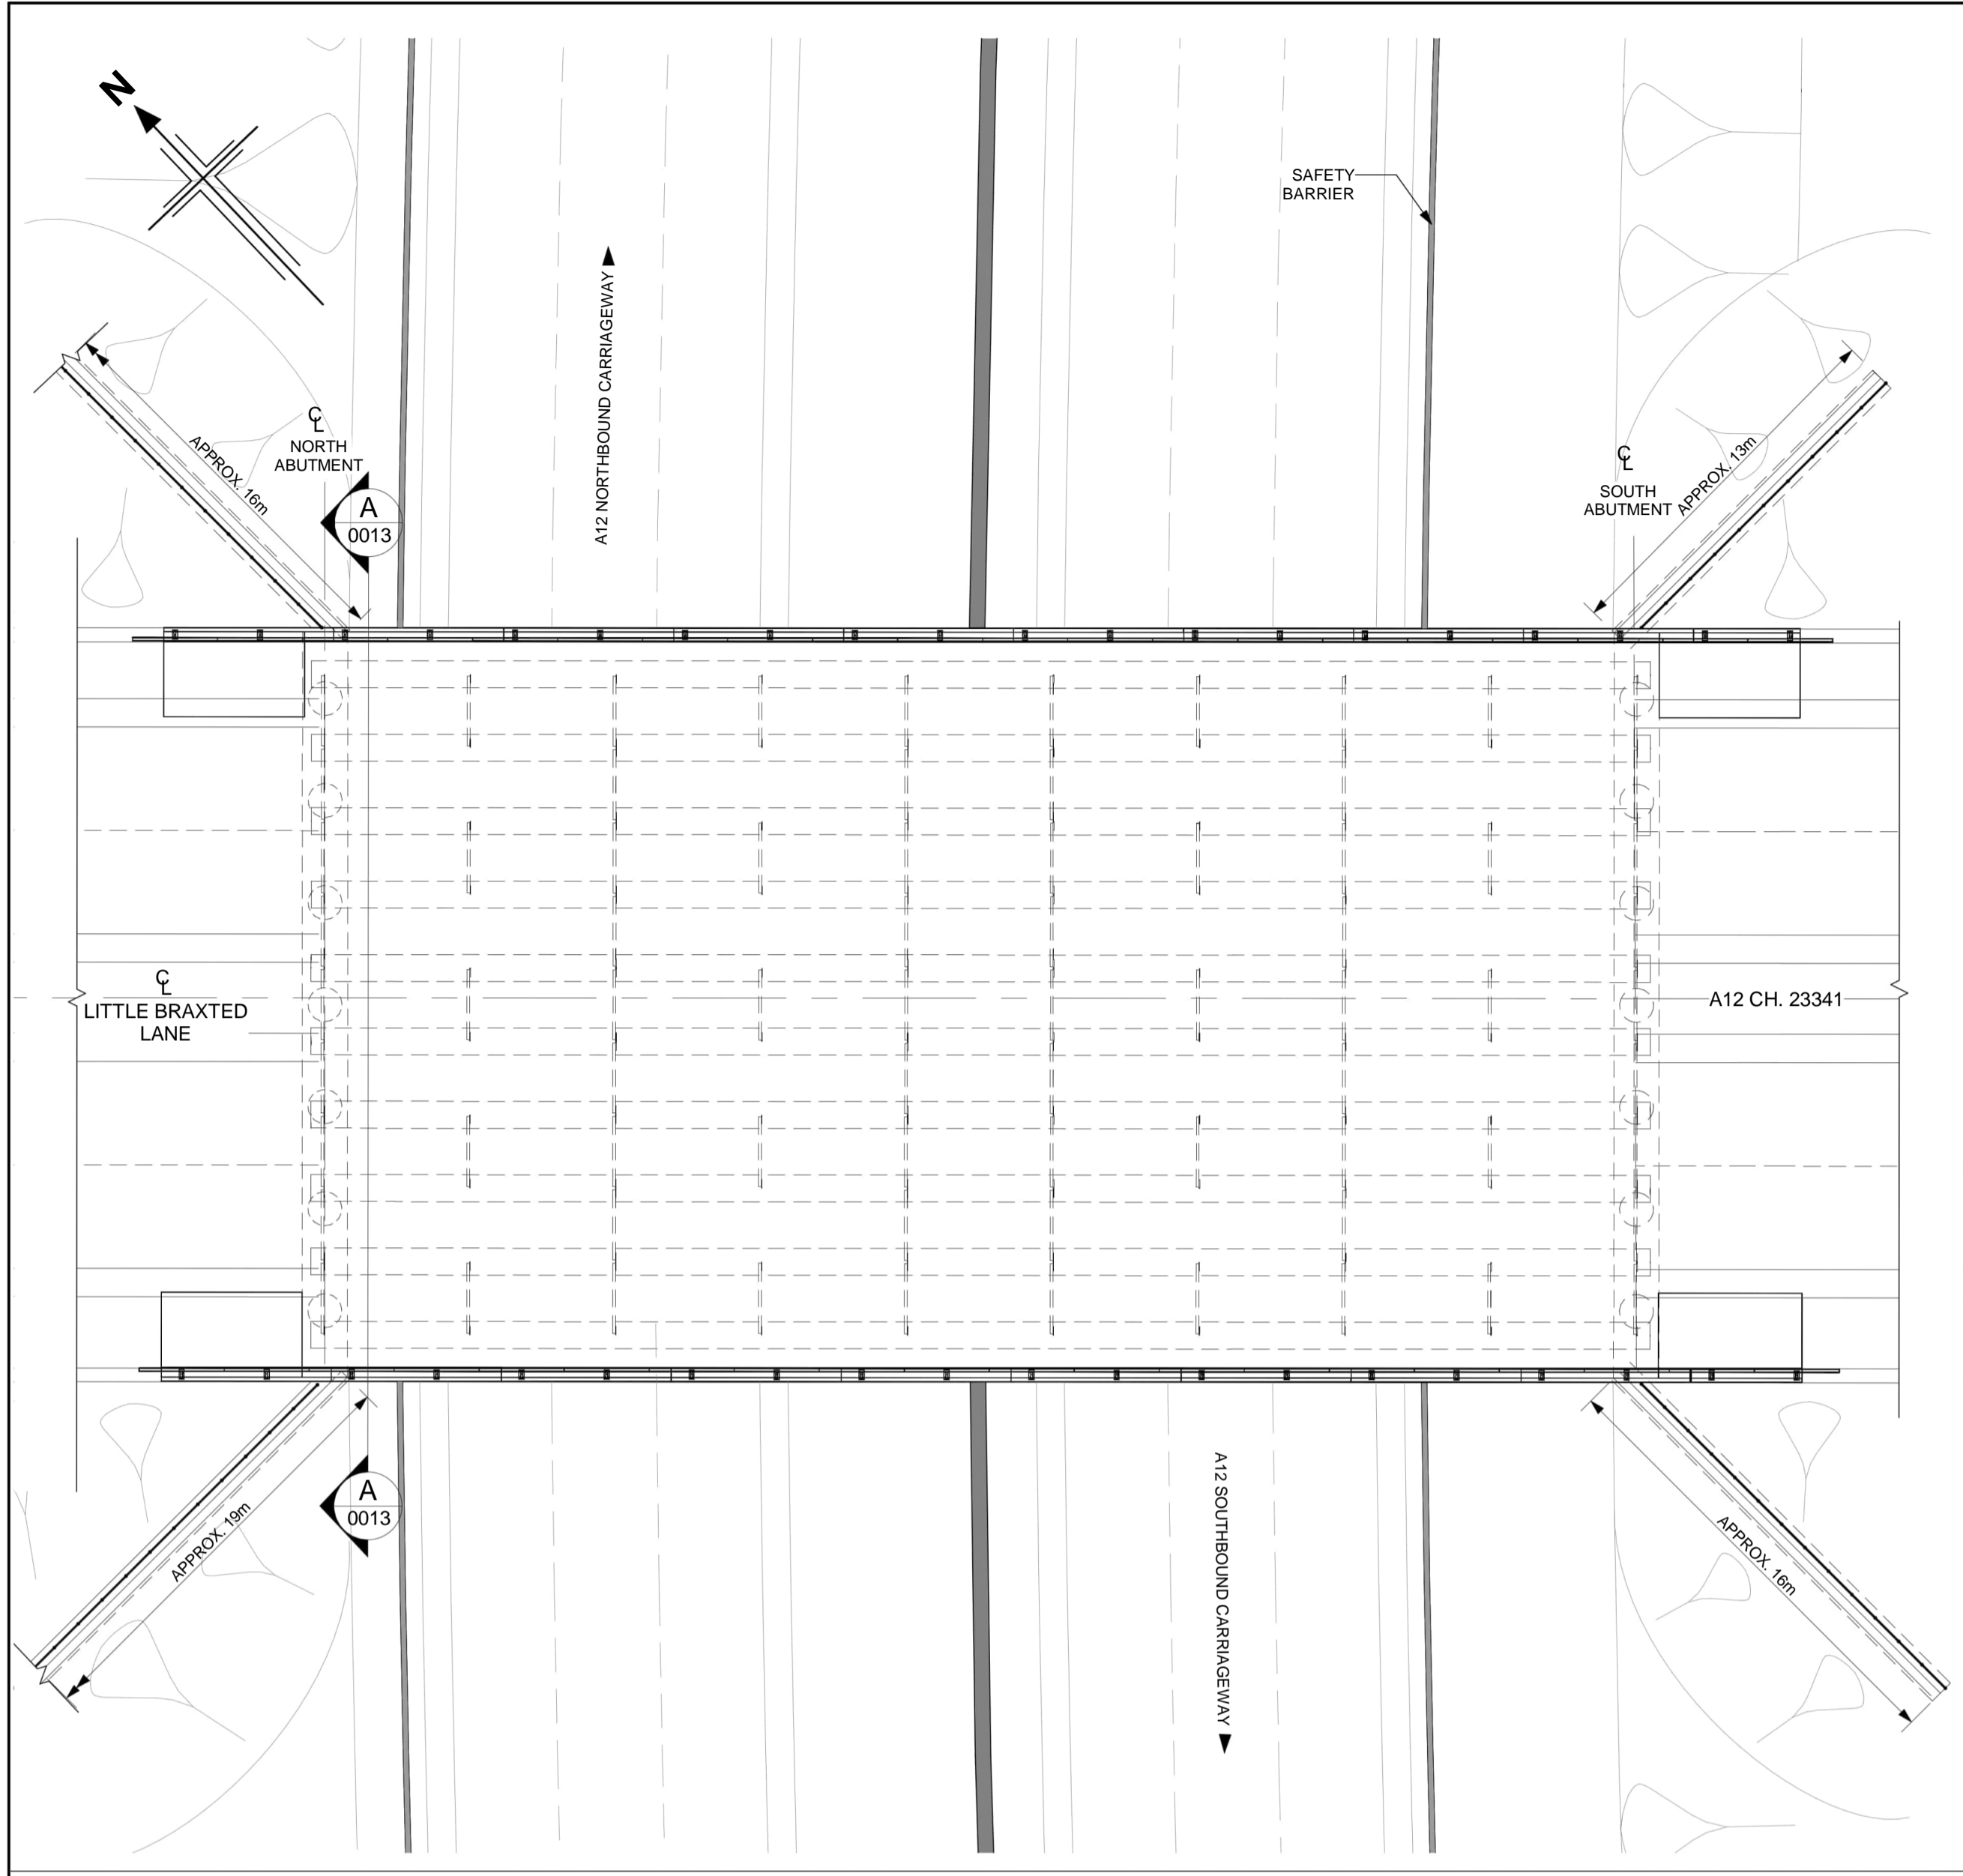 N
SAFETY
BARRIER
A12 NORTHBOUND CARRIAGEWAY
APPROX. 16m
CL
NORTH
ABUTMENT
A
0013
CL
SOUTH
ABUTMENT
APPROX. 13m
CL
LITTLE BRAXTED
LANE
A12 CH. 23341
APPROX. 19m
A
0013
A12 SOUTHBOUND CARRIAGEWAY
APPROX. 16m